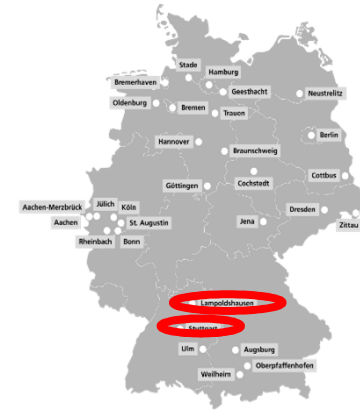 Stade
Hamburg
Bremerhaven
Geesthacht
Neustrelitz
Oldenburg
Bremen
Trauen
Berlin
Hannover
Braunschweig
Cottbus
Cochstedt
Göttingen
Aachen-Merzbrück
Jülich
Köln
Dresden
Aachen
St. Augustin
Jena
Zittau
Rheinbach
Bonn
Lampoldshausen
Stuttgart
Ulm
Augsburg
Oberpfaffenhofen
Weilheim